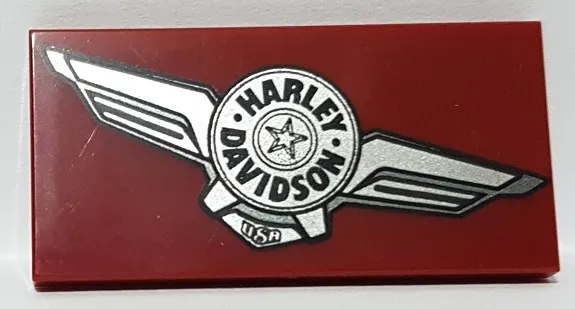 · HARLEY ·
DAVIDSON
USA